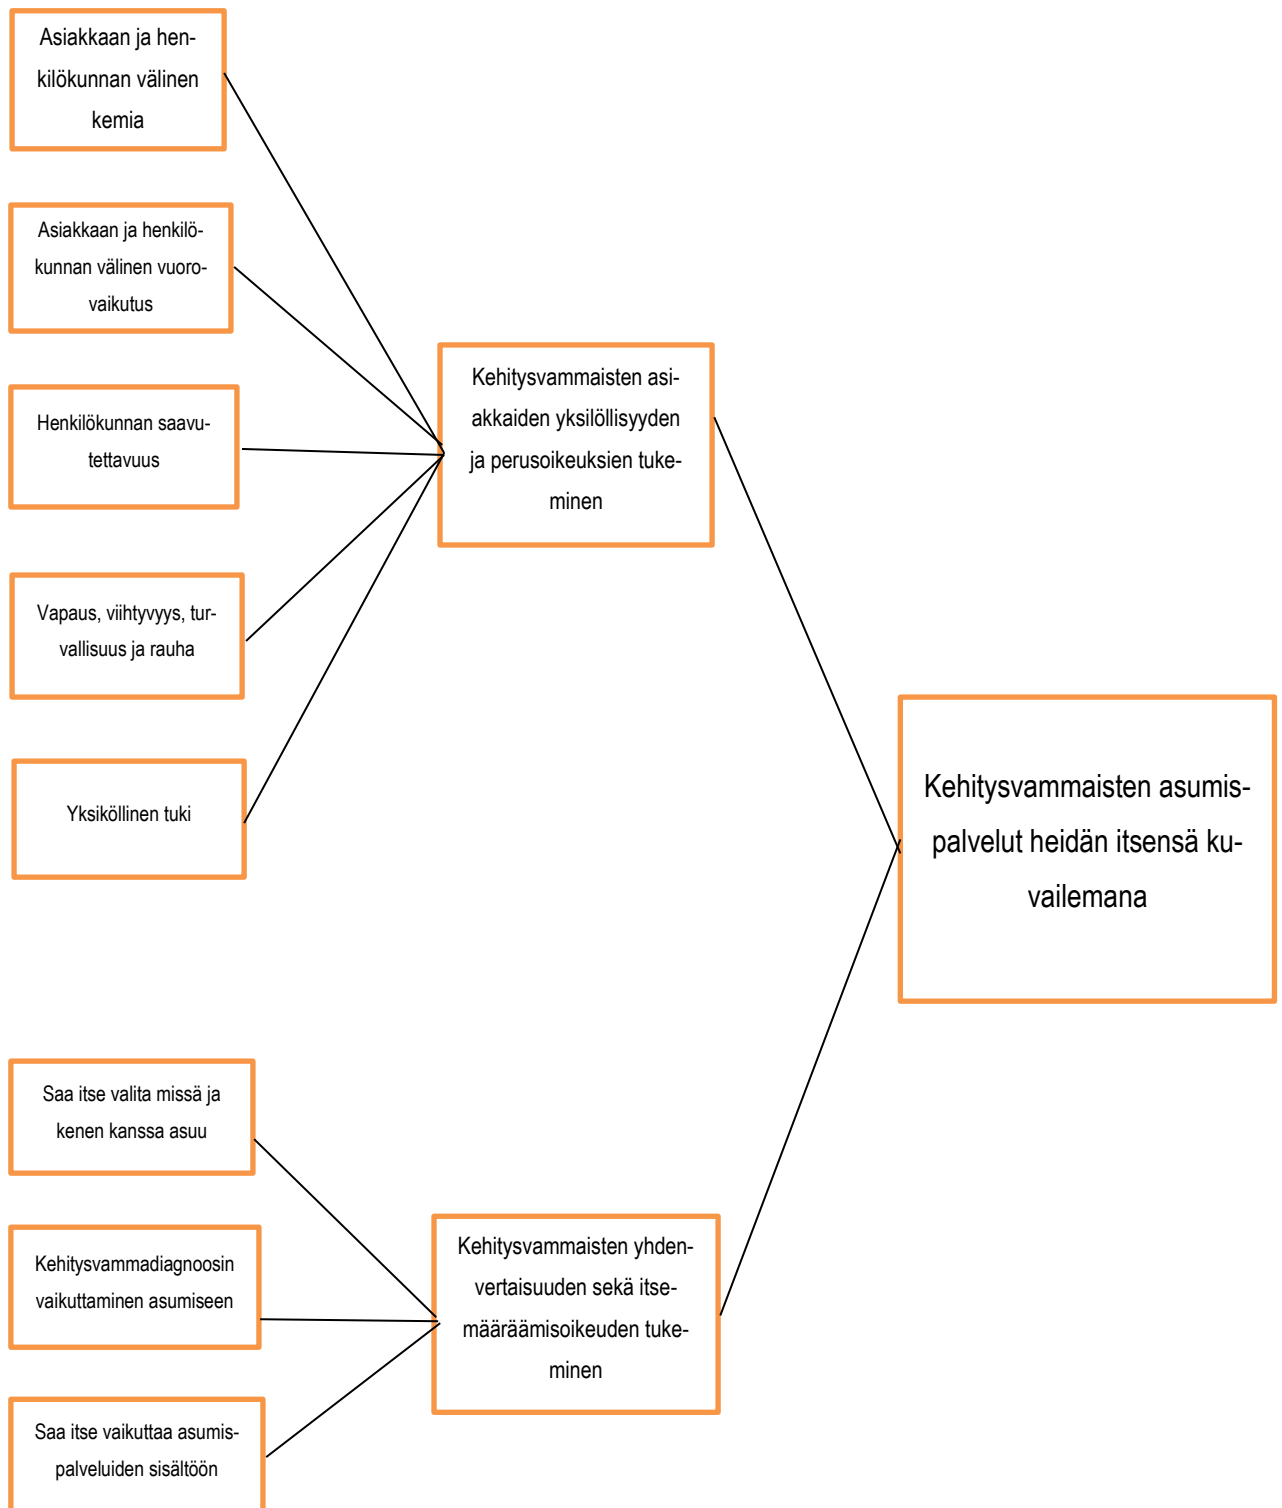 Asiakkaan ja hen-
kilökunnan välinen
kemia
Asiakkaan ja henkilö-
kunnan välinen vuoro-
vaikutus
Henkilökunnan saavu-
tettavuus
Vapaus, viihtyvyys, tur-
vallisuus ja rauha
Yksiköllinen tuki
Kehitysvammaisten asi-
akkaiden yksilöllisyyden
ja perusoikeuksien tuke-
minen
Kehitysvammaisten asumis-
palvelut heidän itsensä ku-
vailemana
Saa itse valita missä ja
kenen kanssa asuu
Kehitysvammadiagnoosin
vaikuttaminen asumiseen
Saa itse vaikuttaa asumis-
palveluiden sisältöön
Kehitysvammaisten yhden-
vertaisuuden sekä itse-
määräämisoikeuden tuke-
minen